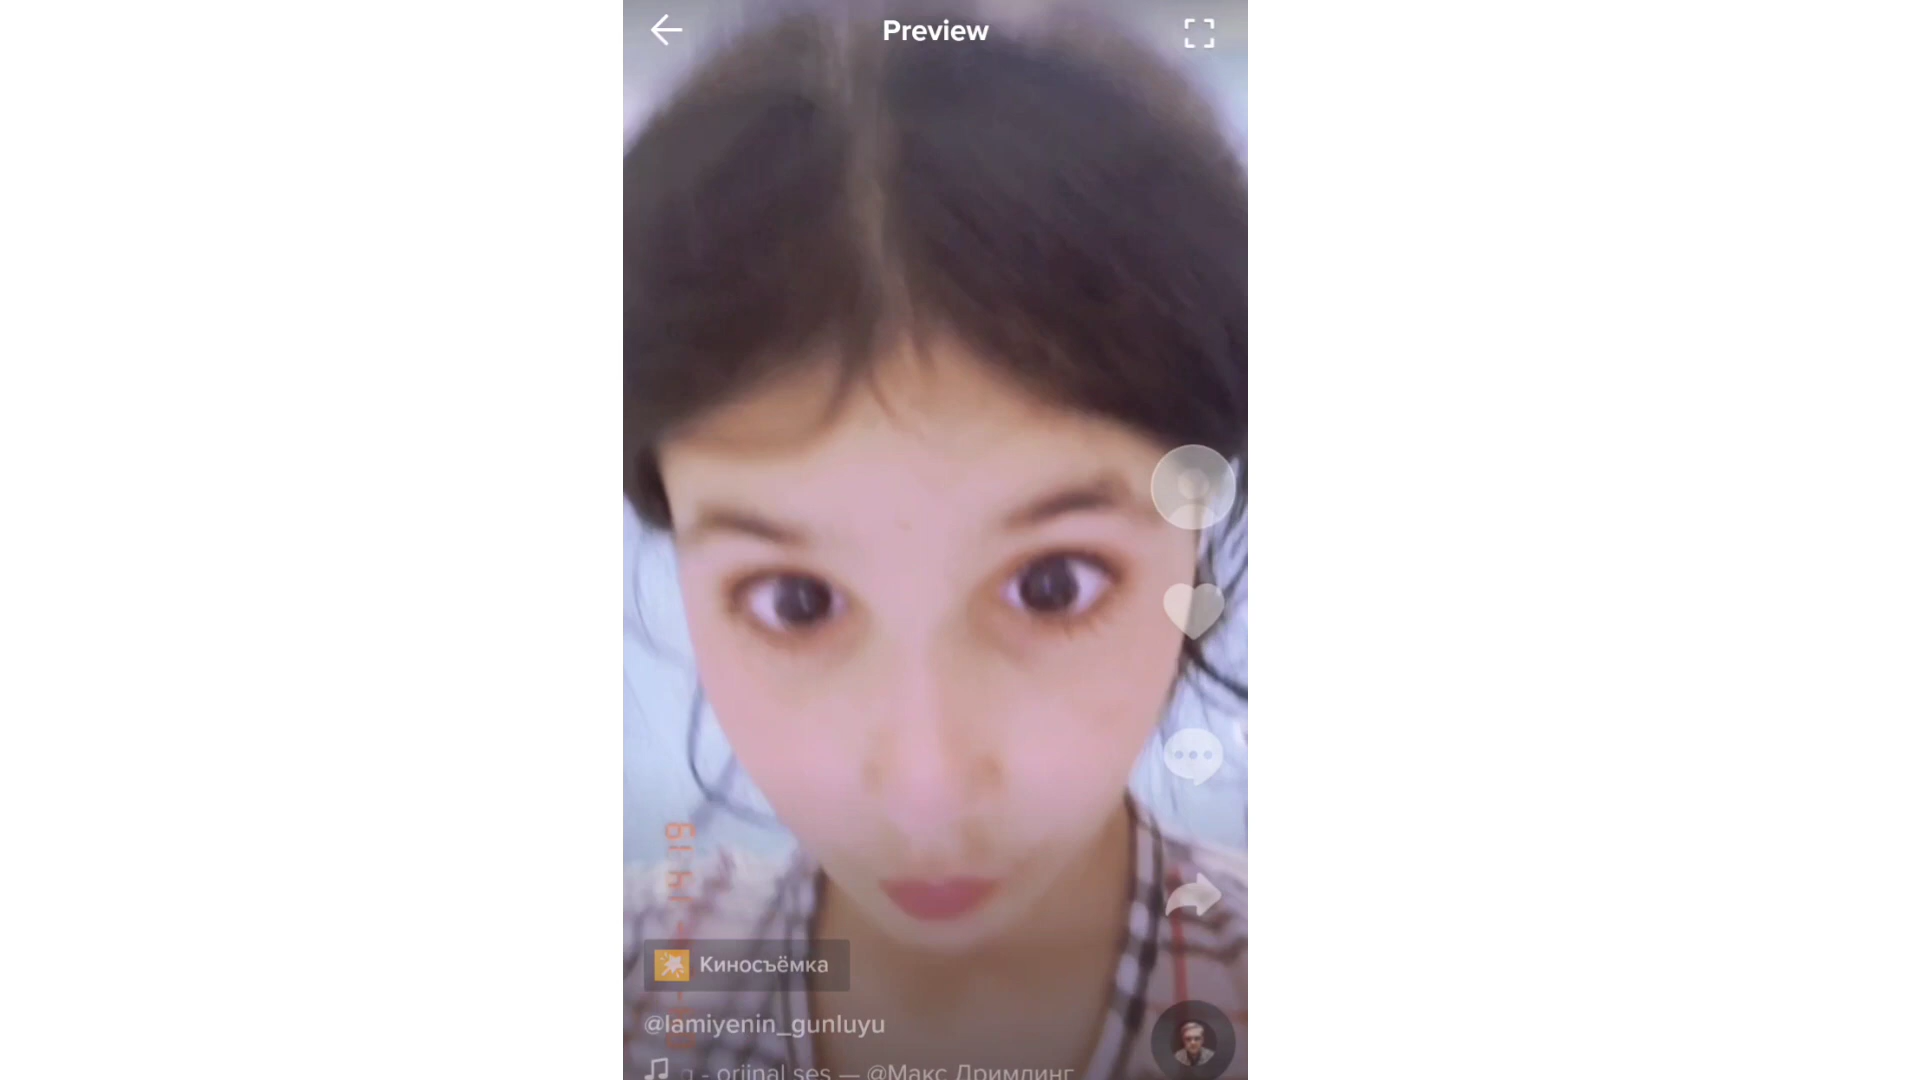 Preview
Киносъёмка
@lamiyenin_gunluyu
- orijinal ses — @Макс Дримлинг